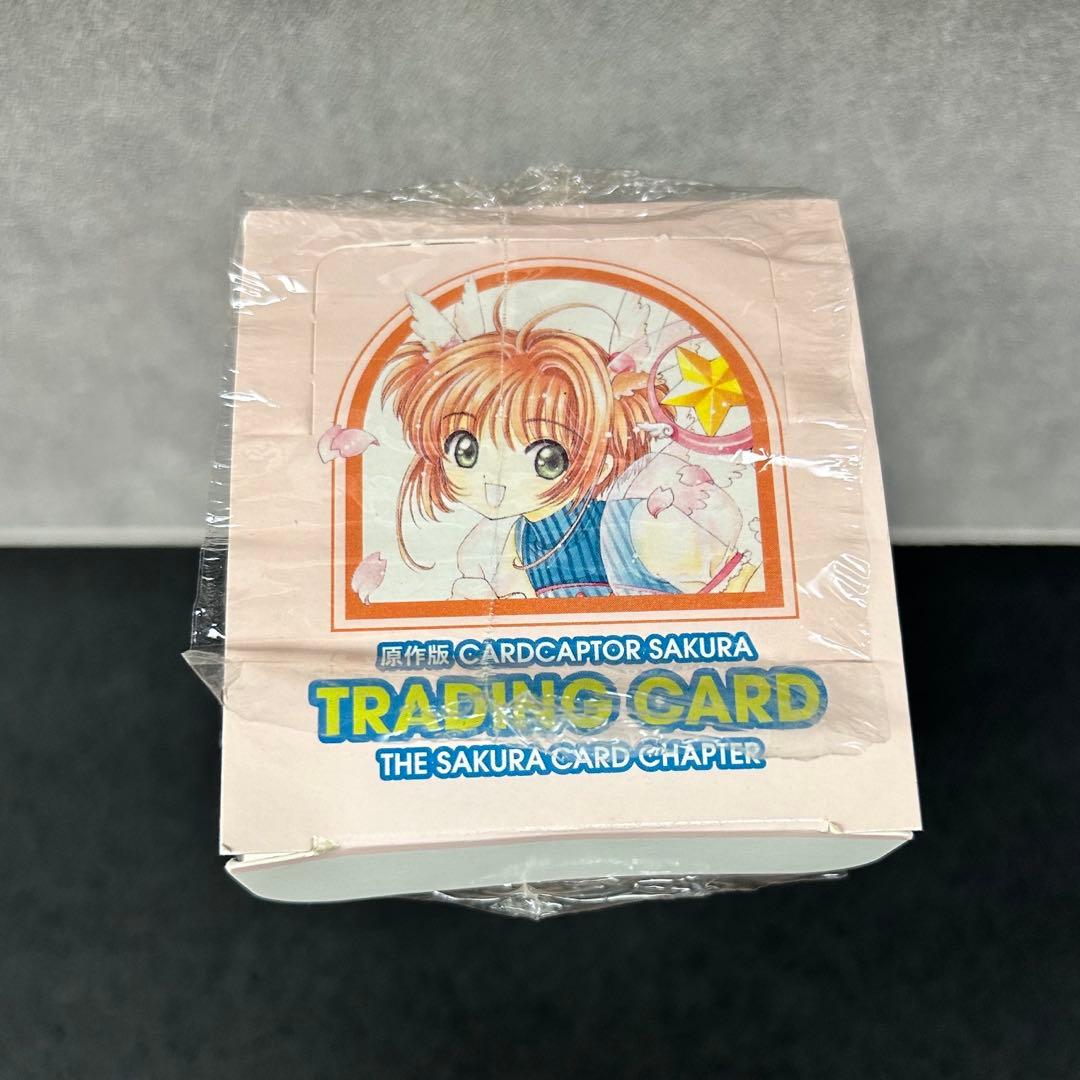 原作版 CARDCAPTOR SAKURA
TRADING CARD
THE SAKURA CARD CHAPTER